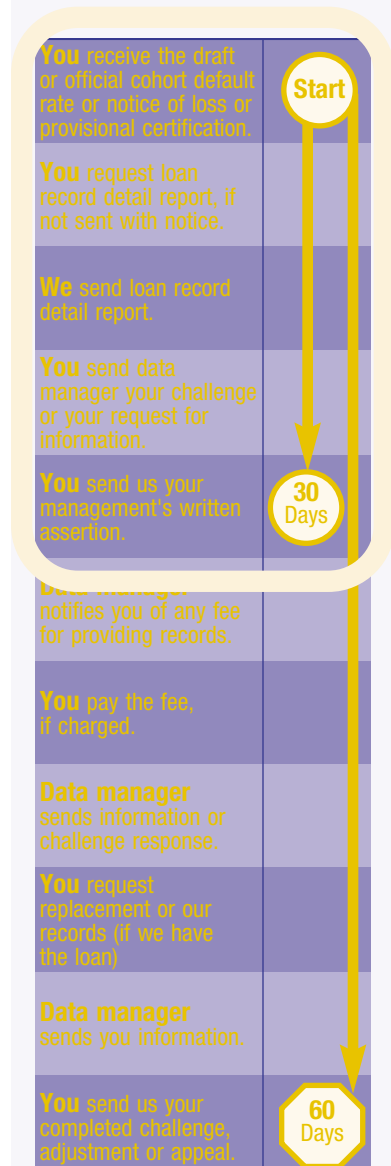 You receive the draft
or official cohort default
rate or notice of loss or
provisional certification.
Start
You request loan
record detail report, if
not sent with notice.
We send loan record
detail report.
You send data
manager your challenge
or your request for
information.
You send us your
management's written
assertion.
30
Days
Data manager
notifies you of any fee
for providing records.
You pay the fee,
if charged.
Data manager
sends information or
challenge response.
You request
replacement or our
records (if we have
the loan)
Data manager
sends you information.
You send us your
completed challenge,
adjustment or appeal.
60
Days